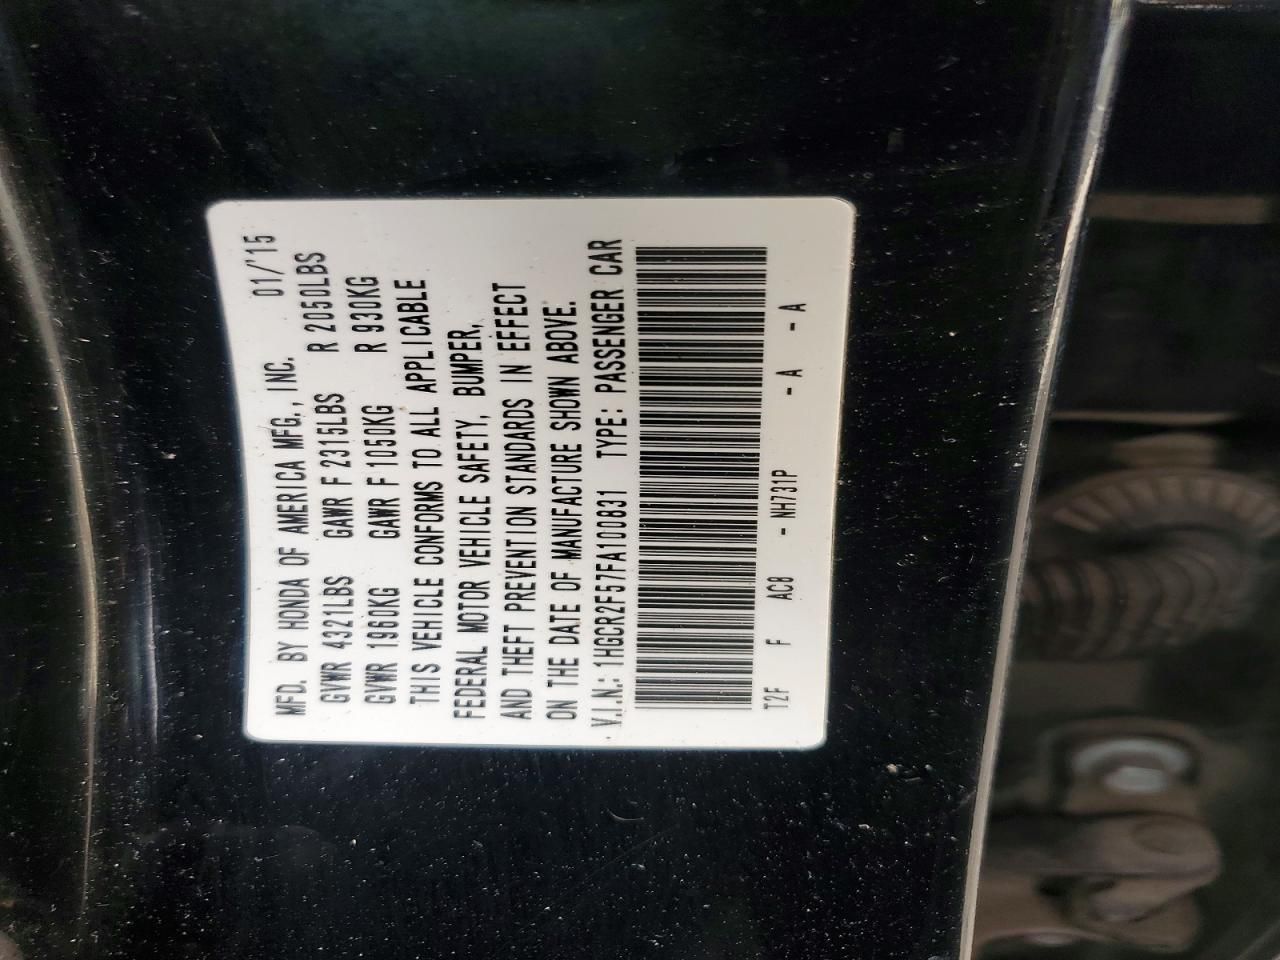 MFD. BY HONDA OF AMERICA MFG., INC. 01/'15
GVWR 4321LBS GAWR F 2315LBS R 2050LBS
GVWR 1960KG GAWR F 1050KG R 930KG
THIS VEHICLE CONFORMS TO ALL APPLICABLE
FEDERAL MOTOR VEHICLE SAFETY, BUMPER,
AND THEFT PREVENTION STANDARDS IN EFFECT
ON THE DATE OF MANUFACTURE SHOWN ABOVE.
V.I.N.: 1HGCR2F57FA100831 TYPE: PASSENGER CAR
T2F F AC8 - NH731P - A - A